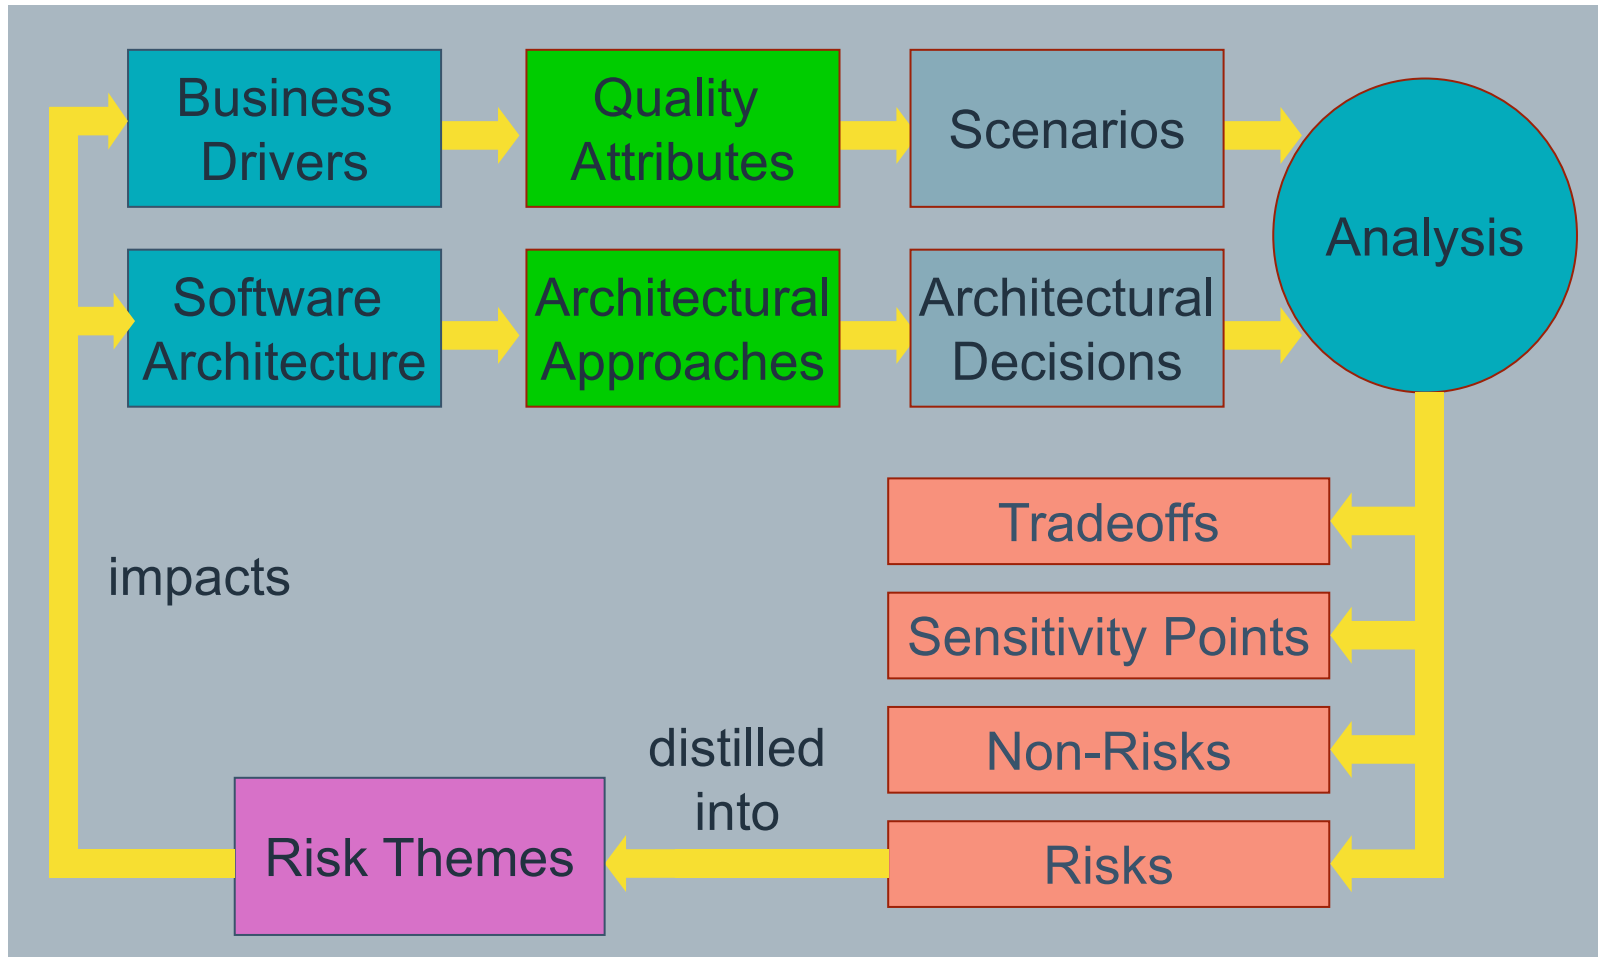 Business
Drivers
Quality
Attributes
Scenarios
Analysis
Software
Architecture
Architectural
Approaches
Architectural
Decisions
Tradeoffs
impacts
Sensitivity Points
Non-Risks
distilled
into
Risk Themes
Risks